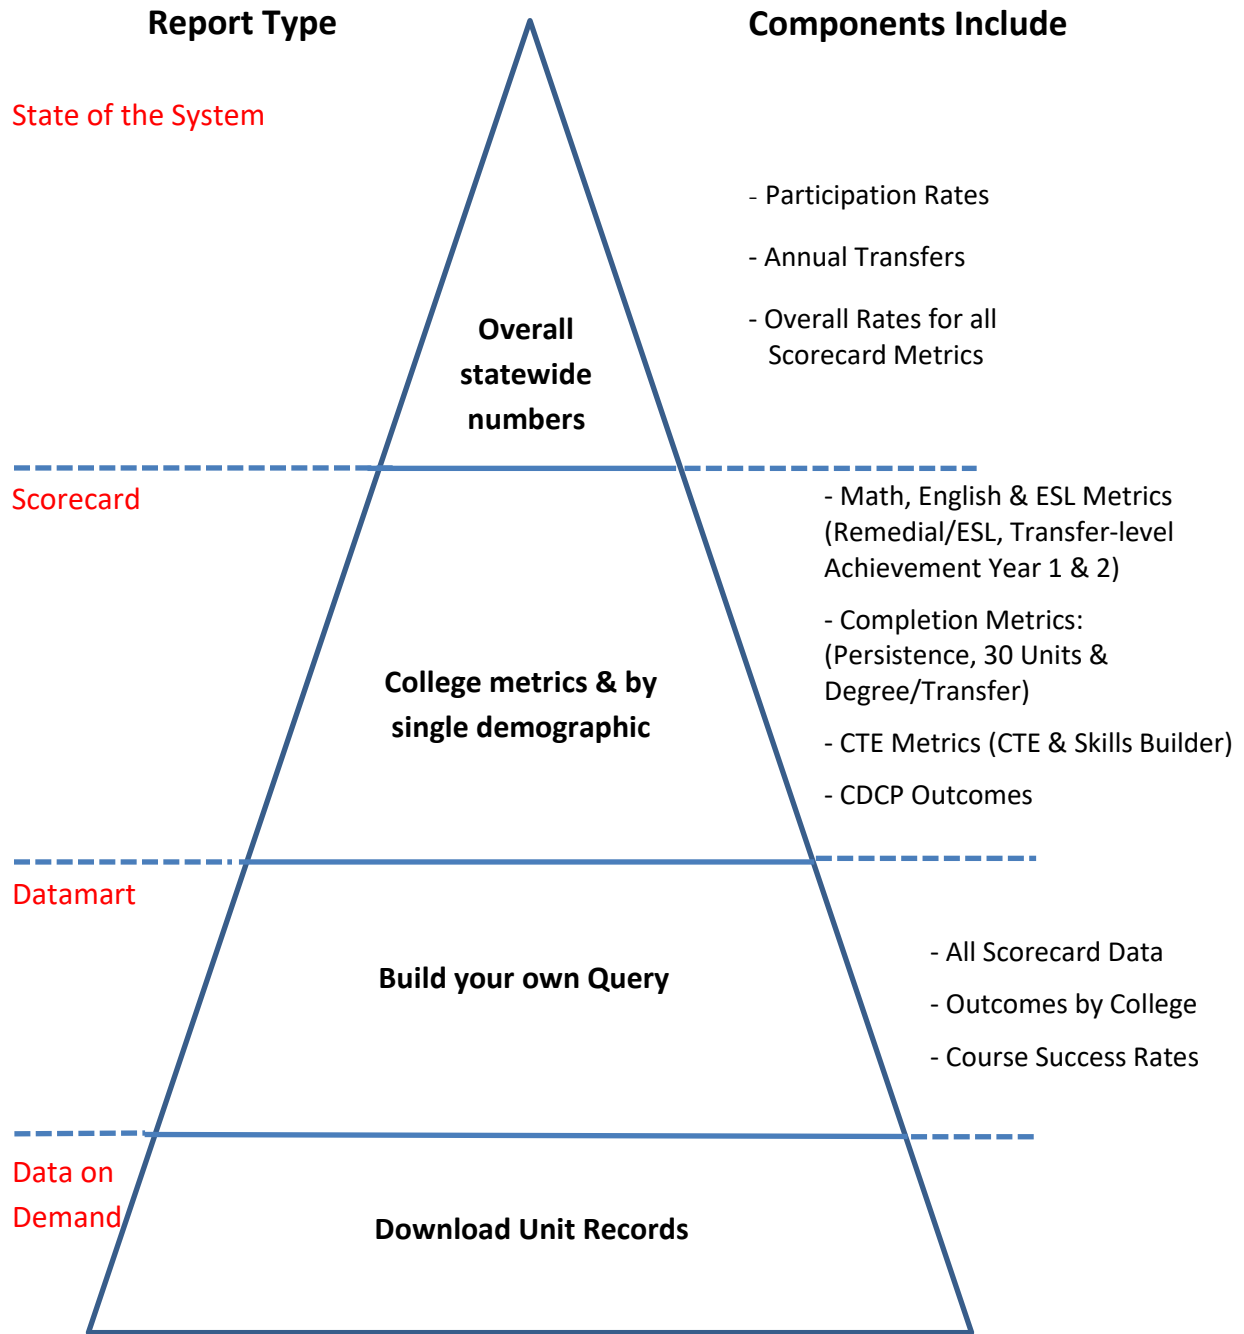 Report Type
Components Include
State of the System
- Participation Rates
- Annual Transfers
- Overall Rates for all
Scorecard Metrics
Overall
statewide
numbers
Scorecard
- Math, English & ESL Metrics
(Remedial/ESL, Transfer-level
Achievement Year 1 & 2)
- Completion Metrics:
(Persistence, 30 Units &
Degree/Transfer)
- CTE Metrics (CTE & Skills Builder)
- CDCP Outcomes
College metrics & by
single demographic
Datamart
Build your own Query
- All Scorecard Data
- Outcomes by College
- Course Success Rates
Data on
Demand
Download Unit Records